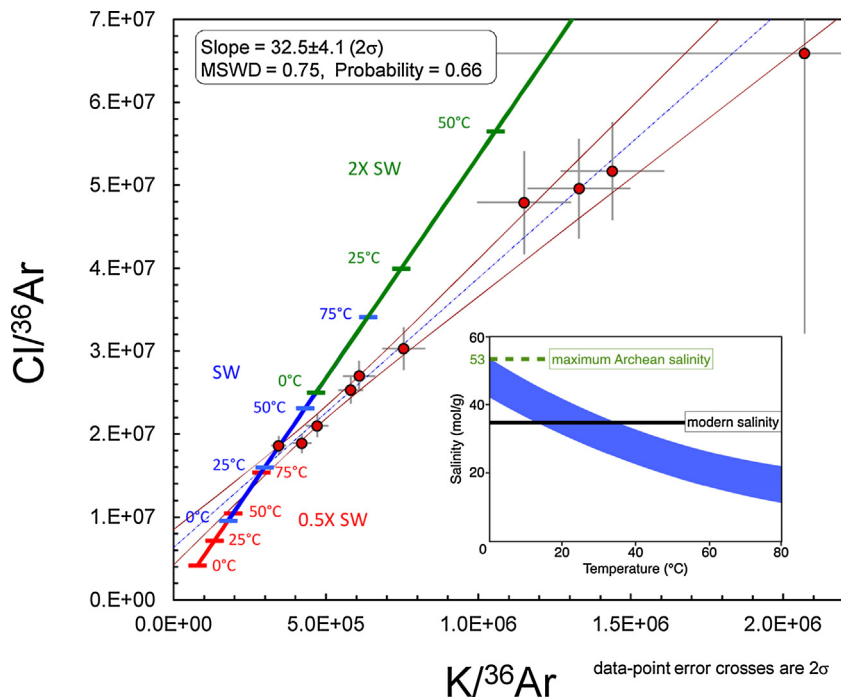 7.E+07
6.E+07
5.E+07
4.E+07
3.E+07
2.E+07
1.E+07
0.E+00
Cl/³⁶Ar
Slope = 32.5±4.1 (2σ)
MSWD = 0.75, Probability = 0.66
50°C
2X SW
25°C
75°C
SW
0°C
50°C
25°C
75°C
0°C
50°C
0.5X SW
25°C
0°C
60
53
maximum Archean salinity
40
modern salinity
20
0
20
40
60
80
Salinity (mol/g)
Temperature (°C)
0.0E+00
5.0E+05
1.0E+06
1.5E+06
2.0E+06
K/³⁶Ar
data-point error crosses are 2σ